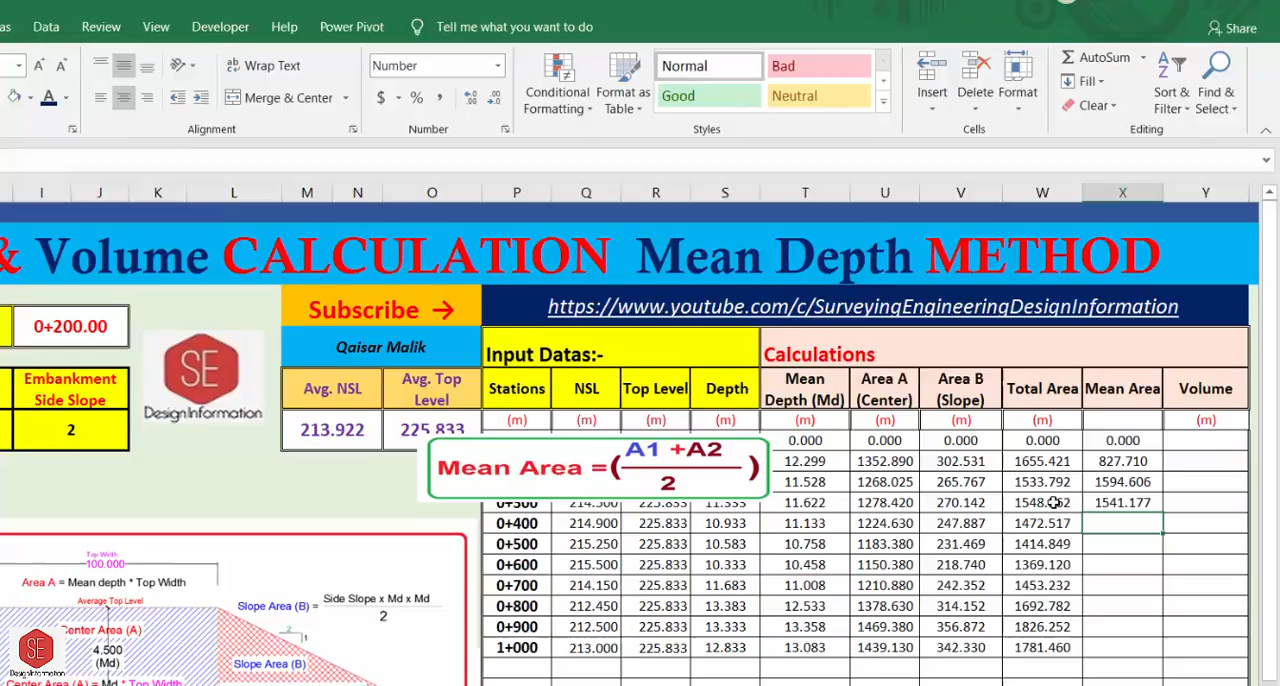 as Data Review View Developer Help Power Pivot Tell me what you want to do Share
Wrap Text Number Normal Bad AutoSum
Merge & Center Conditional Formatting Format as Table Good Neutral Insert Delete Format Fill Clear Sort & Filter Find & Select
Alignment Number Styles Cells Editing
I J K L M N O P Q R S T U V W X Y
& Volume CALCULATION Mean Depth METHOD
Subscribe → https://www.youtube.com/c/SurveyingEngineeringDesignInformation
0+200.00
Qaisar Malik
Input Datas:- Calculations
SE
DesignInformation
Embankment Side Slope
2
Avg. NSL Avg. Top Level
213.922 225.833
Stations NSL Top Level Depth Mean Depth (Md) Area A (Center) Area B (Slope) Total Area Mean Area Volume
(m) (m) (m) (m) (m) (m) (m) (m) (m) (m)
Mean Area =( A1 +A2 / 2 )
0.000 0.000 0.000 0.000 0.000
12.299 1352.890 302.531 1655.421 827.710
11.528 1268.025 265.767 1533.792 1594.606
11.622 1278.420 270.142 1541.177
0+400 214.900 225.833 10.933 11.133 1224.630 247.887 1472.517
0+500 215.250 225.833 10.583 10.758 1183.380 231.469 1414.849
0+600 215.500 225.833 10.333 10.458 1150.380 218.740 1369.120
0+700 214.150 225.833 11.683 11.008 1210.880 242.352 1453.232
0+800 212.450 225.833 13.383 12.533 1378.630 314.152 1692.782
0+900 212.500 225.833 13.333 13.358 1469.380 356.872 1826.252
1+000 213.000 225.833 12.833 13.083 1439.130 342.330 1781.460
Top Width
100.000
Area A = Mean depth * Top Width
Average Top Level
Center Area (A)
4.500
(Md)
Slope Area (B) = Side Slope x Md x Md
2
2
1
Slope Area (B)
SE
DesignInformation
Center Area (A) = Md * Top Width